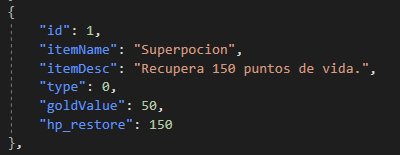 {
"id": 1,
"itemName": "Superpocion",
"itemDesc": "Recupera 150 puntos de vida.",
"type": 0,
"goldValue": 50,
"hp_restore": 150
},